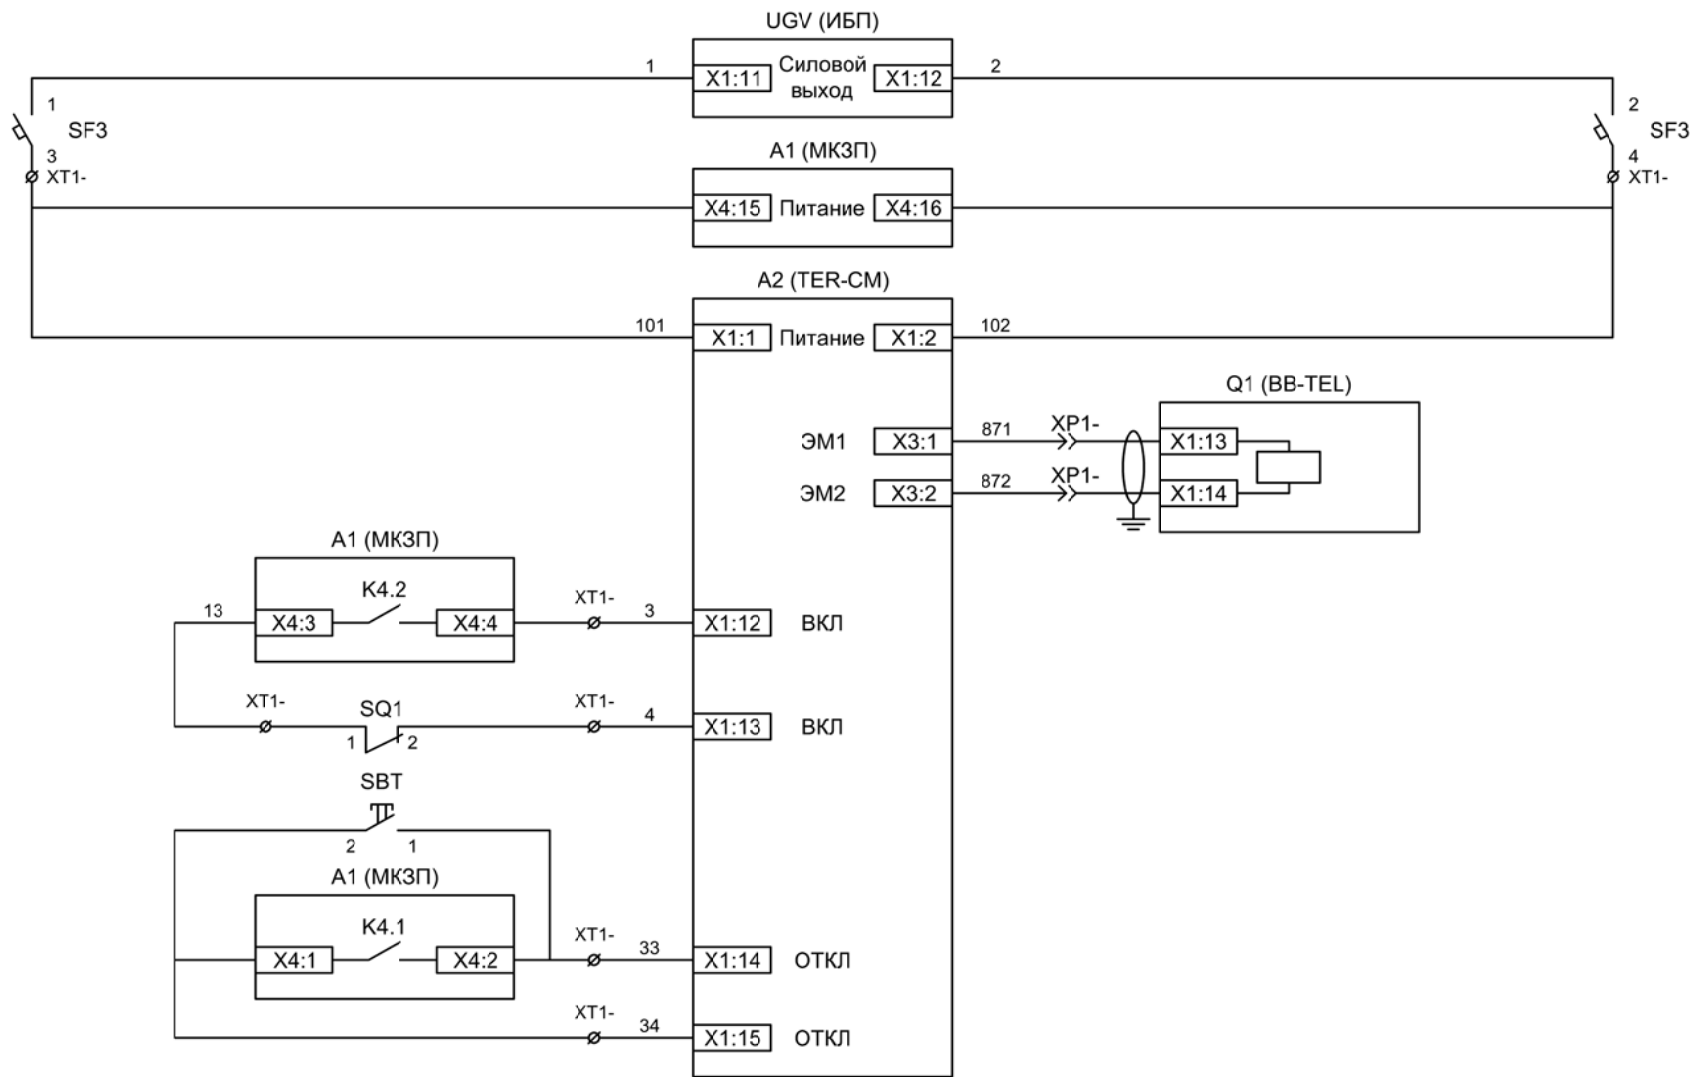 UGV (ИБП)
1
X1:11
Силовой
выход
X1:12
2
1
SF3
3
XT1-
2
SF3
4
XT1-
A1 (МКЗП)
X4:15
Питание
X4:16
A2 (TER-CM)
101
X1:1
Питание
X1:2
102
Q1 (BB-TEL)
ЭМ1
X3:1
871
XP1-
X1:13
ЭМ2
X3:2
872
XP1-
X1:14
A1 (МКЗП)
K4.2
13
X4:3
X4:4
XT1-
3
X1:12
ВКЛ
XT1-
SQ1
1
2
XT1-
4
X1:13
ВКЛ
SBT
2
1
A1 (МКЗП)
K4.1
X4:1
X4:2
XT1-
33
X1:14
ОТКЛ
XT1-
34
X1:15
ОТКЛ